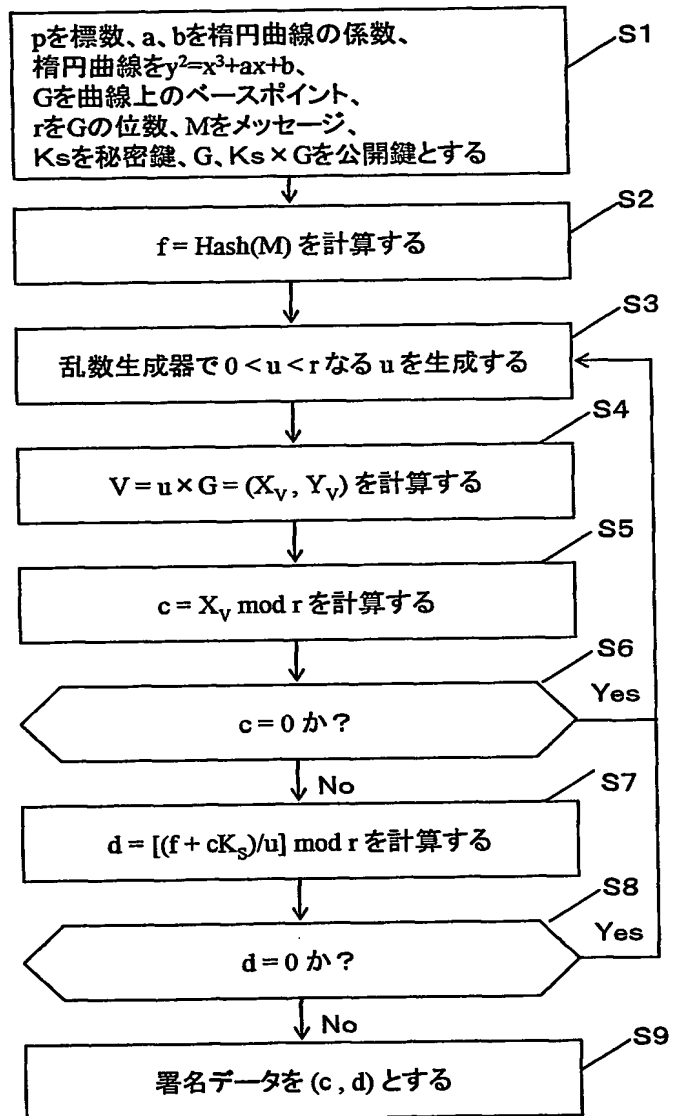 pを標数、a、bを楕円曲線の係数、
楕円曲線をy²=x³+ax+b、
Gを曲線上のベースポイント、
rをGの位数、Mをメッセージ、
Ksを秘密鍵、G、Ks×Gを公開鍵とする
S1
S2
f = Hash(M) を計算する
S3
乱数生成器で 0 < u < r なる u を生成する
S4
V = u × G = (X_V , Y_V) を計算する
S5
c = X_V mod r を計算する
S6
c = 0 か？
Yes
No
S7
d = [(f + cK_S)/u] mod r を計算する
S8
d = 0 か？
Yes
No
S9
署名データを (c , d) とする